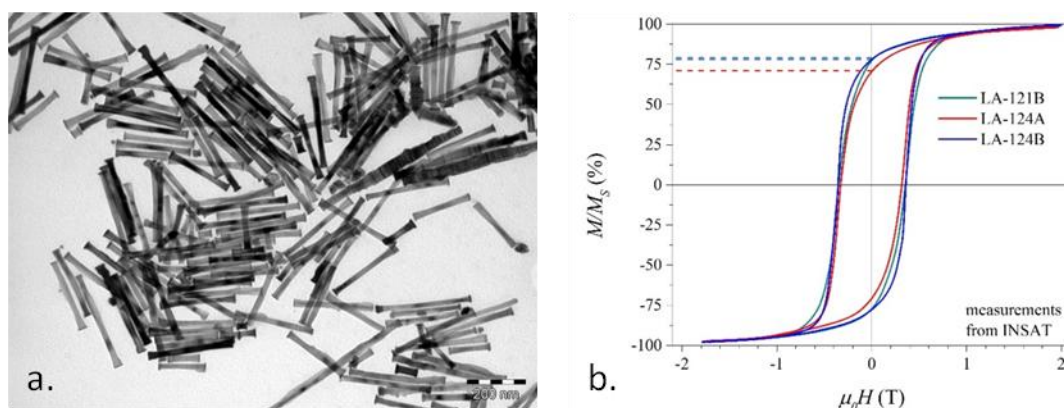 a.
200 nm
100
75
50
25
0
-25
-50
-75
-100
M/M_S (%)
LA-121B
LA-124A
LA-124B
measurements
from INSAT
-2
-1
0
1
2
μ₀H (T)
b.